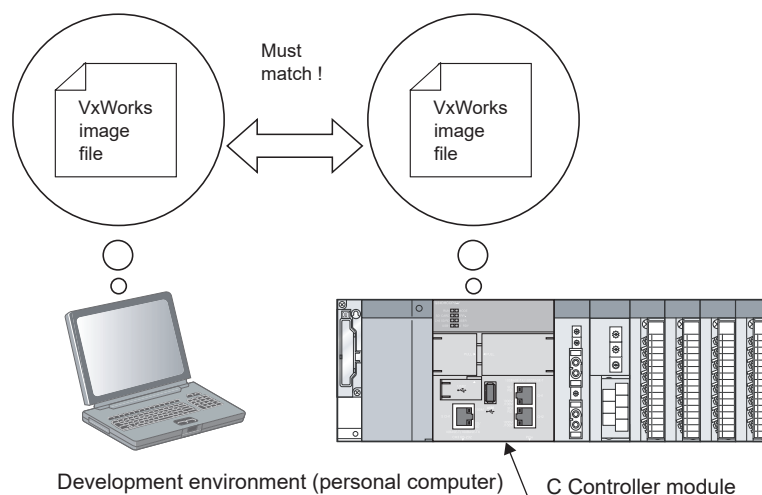 Must
match !
VxWorks
image
file
VxWorks
image
file
Development environment (personal computer)
C Controller module